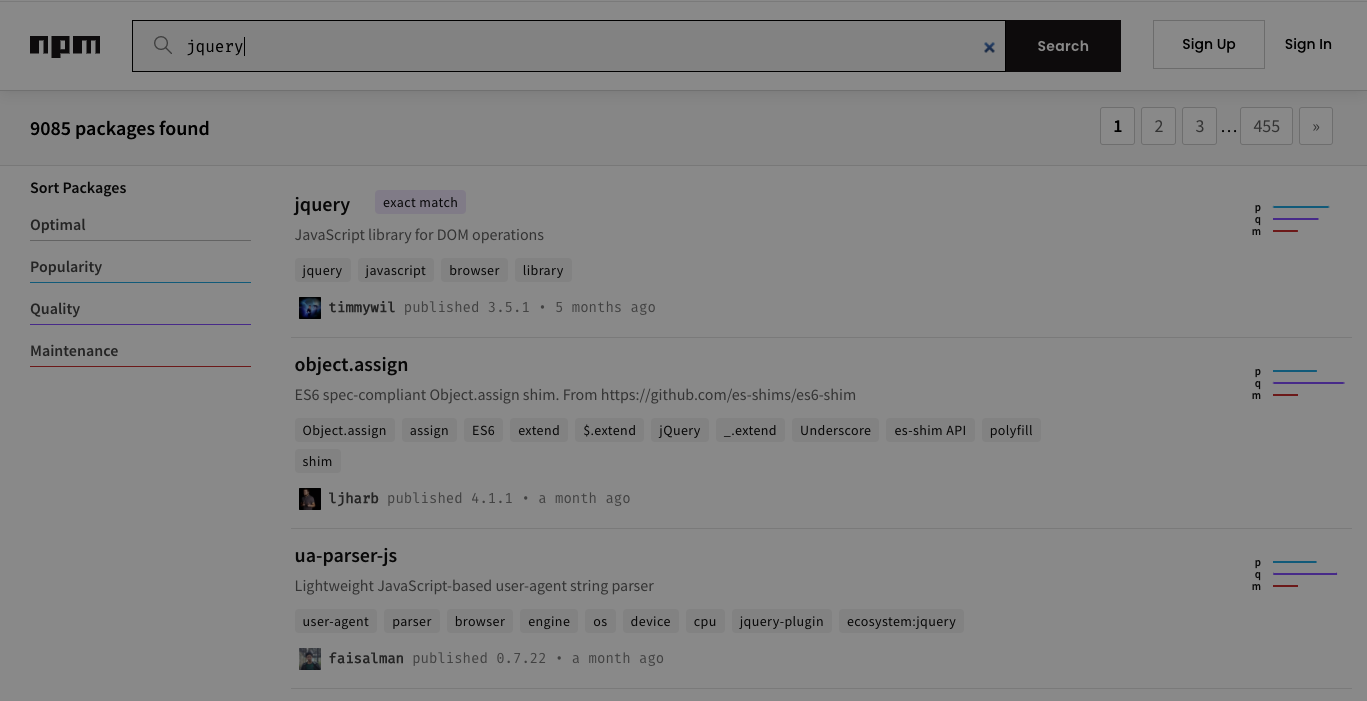 npm
jquery
×
Search
Sign Up
Sign In
9085 packages found
1 2 3 ... 455 »
Sort Packages
Optimal
Popularity
Quality
Maintenance
jquery exact match
JavaScript library for DOM operations
jquery javascript browser library
timmywil published 3.5.1 • 5 months ago
p
q
m
object.assign
ES6 spec-compliant Object.assign shim. From https://github.com/es-shims/es6-shim
Object.assign assign ES6 extend $.extend jQuery _.extend Underscore es-shim API polyfill
shim
ljharb published 4.1.1 • a month ago
p
q
m
ua-parser-js
Lightweight JavaScript-based user-agent string parser
user-agent parser browser engine os device cpu jquery-plugin ecosystem:jquery
faisalman published 0.7.22 • a month ago
p
q
m